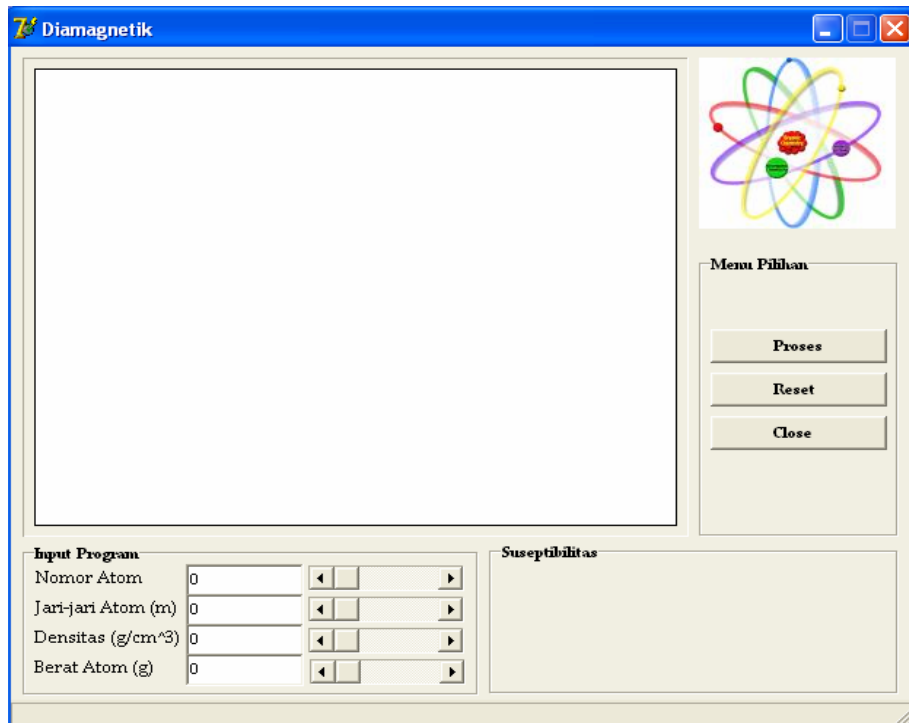 Diamagnetik
Menu Pilihan
Proses
Reset
Close
Input Program
Nomor Atom 0
Jari-jari Atom (m) 0
Densitas (g/cm^3) 0
Berat Atom (g) 0
Suseptibilitas